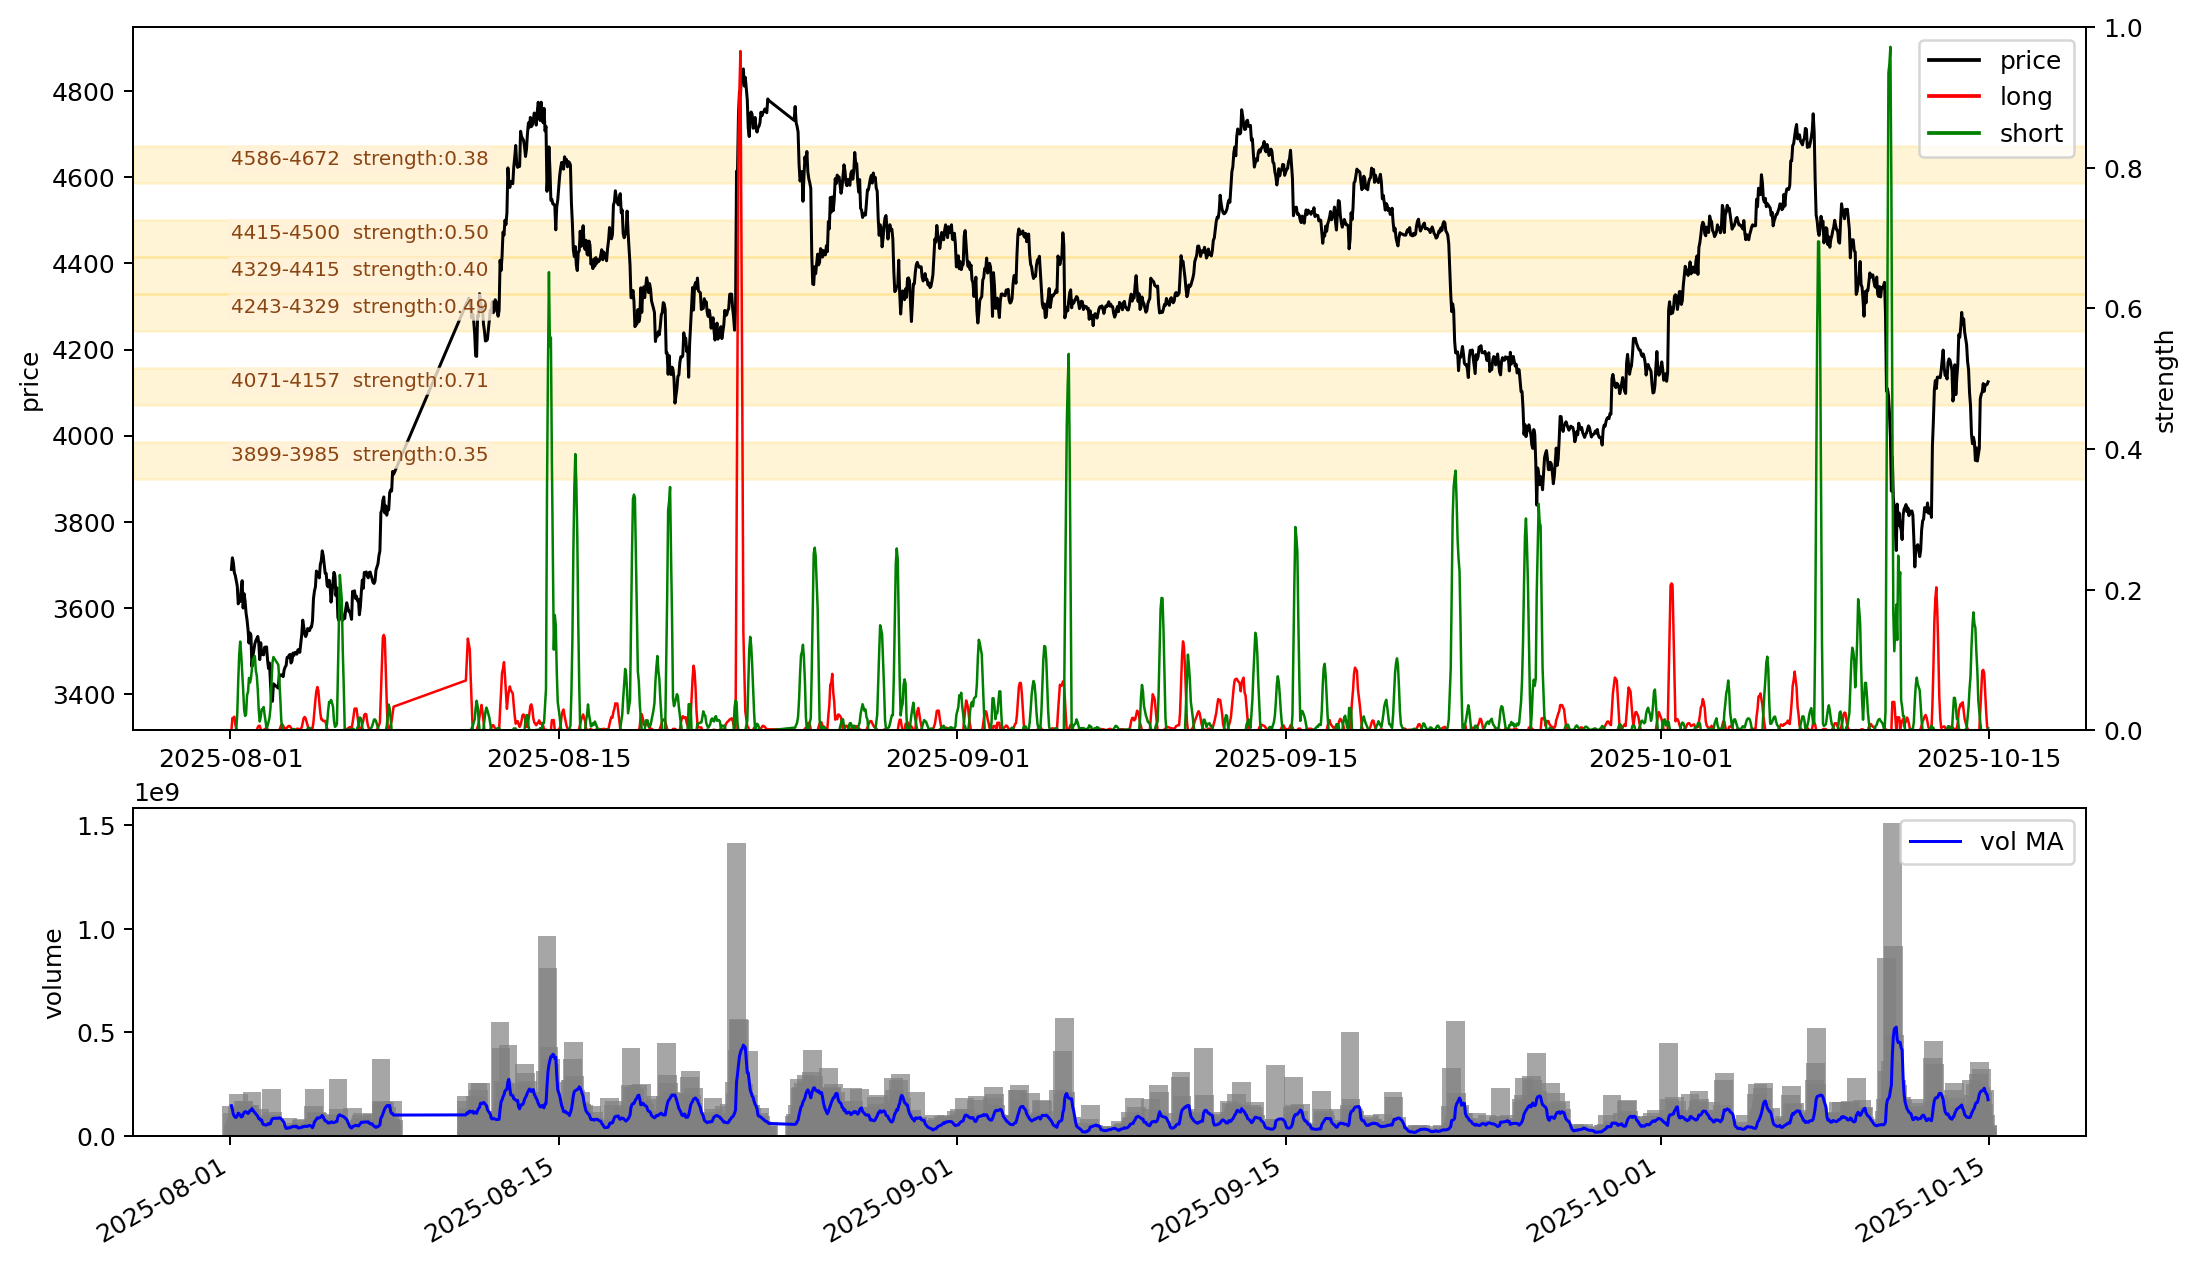 price
long
short
4800
4600
4400
4200
4000
3800
3600
3400
price
4586-4672  strength:0.38
4415-4500  strength:0.50
4329-4415  strength:0.40
4243-4329  strength:0.49
4071-4157  strength:0.71
3899-3985  strength:0.35
1.0
0.8
0.6
0.4
0.2
0.0
strength
2025-08-01
2025-08-15
2025-09-01
2025-09-15
2025-10-01
2025-10-15
1e9
vol MA
1.5
1.0
0.5
0.0
volume
2025-08-01
2025-08-15
2025-09-01
2025-09-15
2025-10-01
2025-10-15